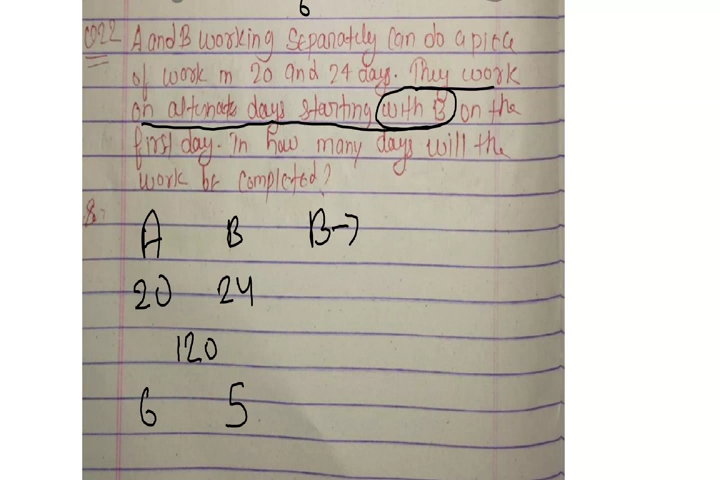 6
Q22 A and B working separately can do a piece
of work in 20 and 24 days. They work
on alternate days starting with B on the
first day. In how many days will the
work be completed?
A B B→
20 24
120
6 5